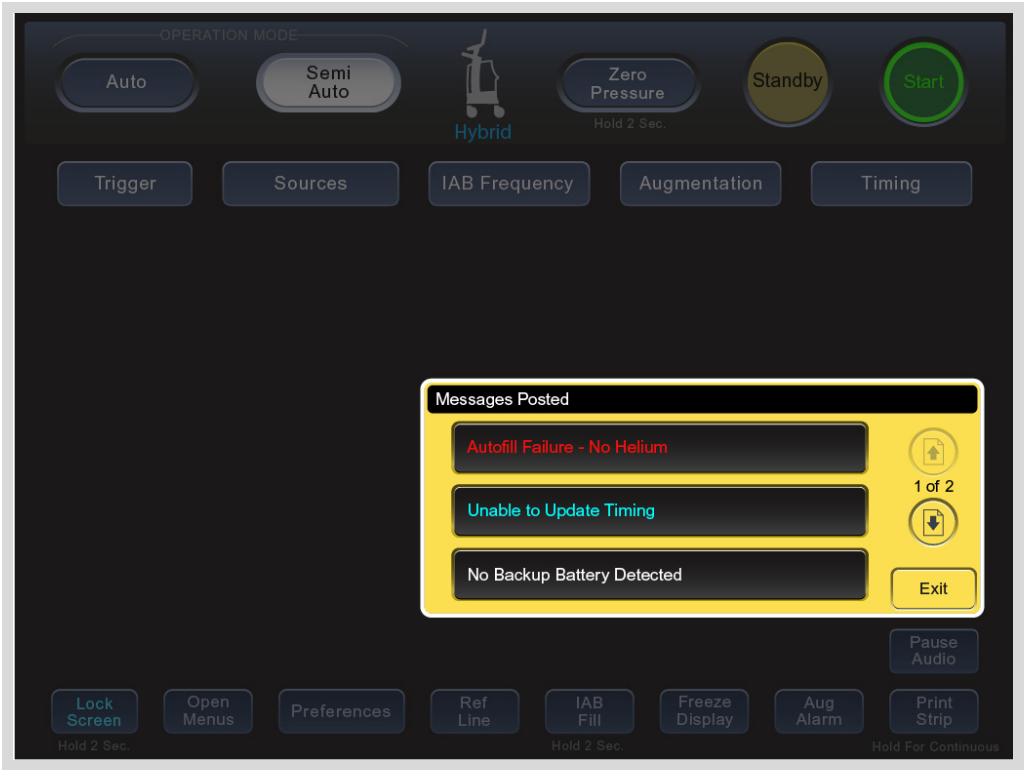 OPERATION MODE
Auto
Semi
Auto
Hybrid
Zero
Pressure
Hold 2 Sec.
Standby
Start
Trigger
Sources
IAB Frequency
Augmentation
Timing
Messages Posted
Autofill Failure - No Helium
Unable to Update Timing
No Backup Battery Detected
1 of 2
Exit
Pause
Audio
Lock
Screen
Hold 2 Sec.
Open
Menus
Preferences
Ref
Line
IAB
Fill
Hold 2 Sec.
Freeze
Display
Aug
Alarm
Print
Strip
Hold For Continuous